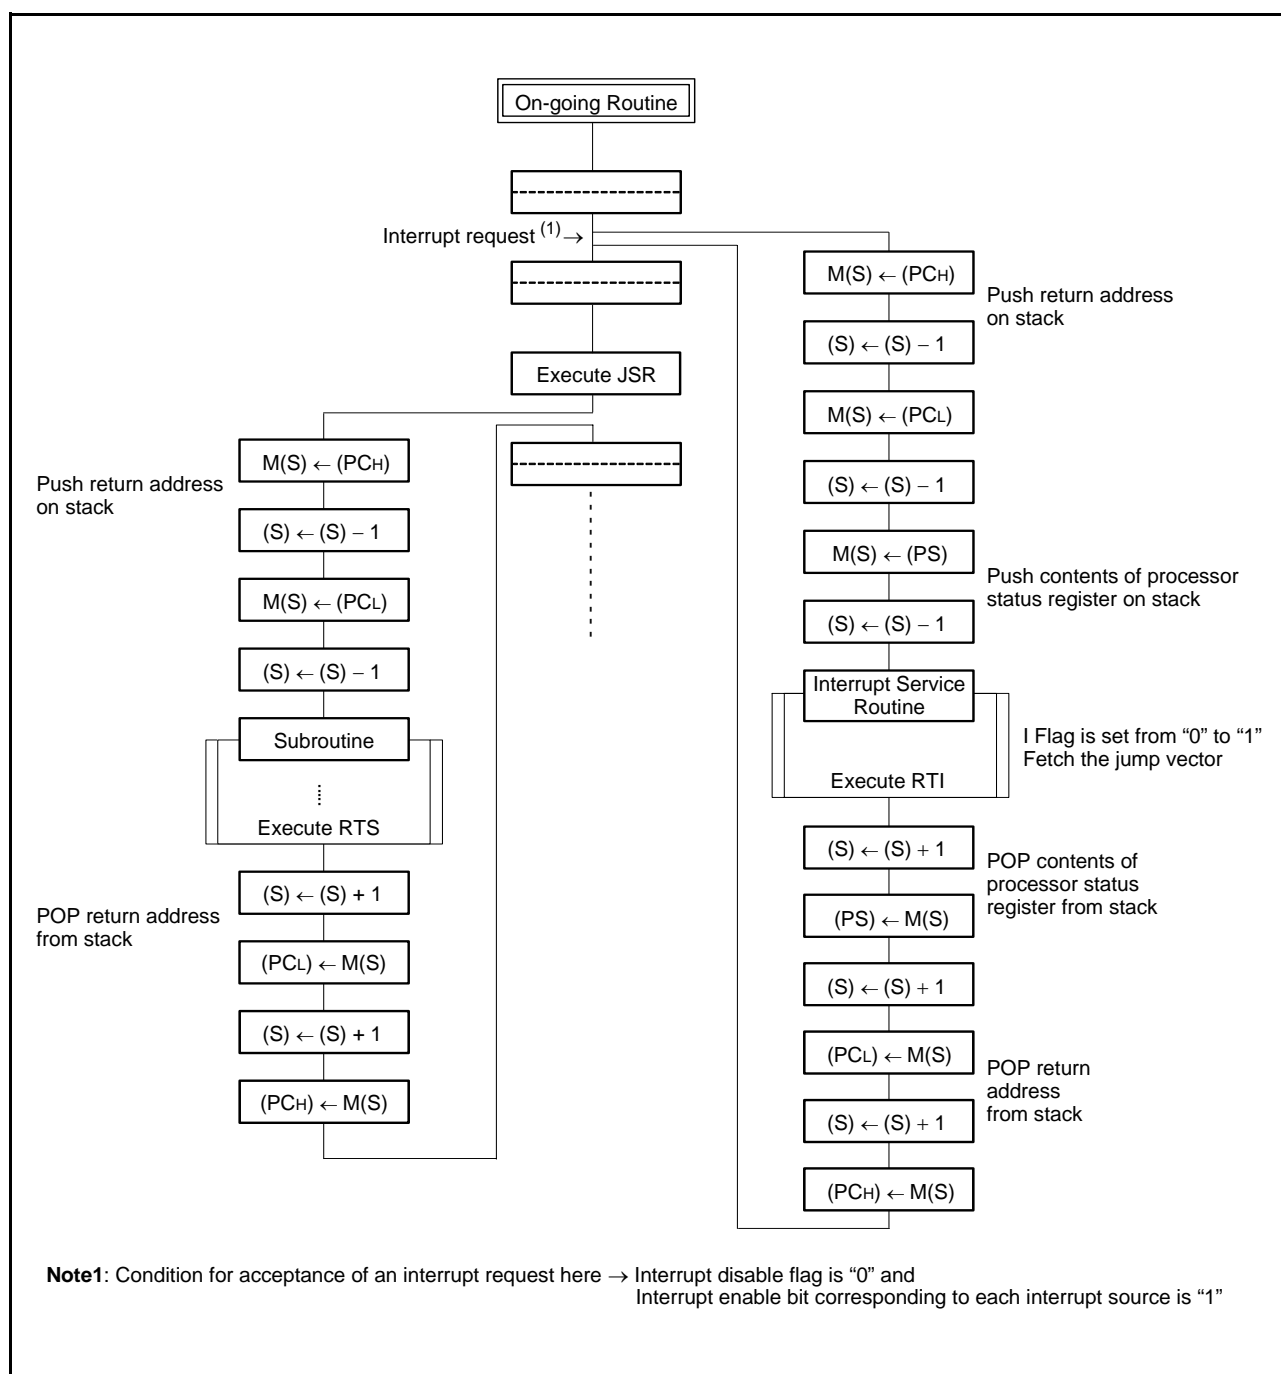 On-going Routine
Interrupt request (1) →
Execute JSR
M(S) ← (PCH)
Push return address
on stack
(S) ← (S) − 1
M(S) ← (PCL)
(S) ← (S) − 1
Subroutine
Execute RTS
(S) ← (S) + 1
POP return address
from stack
(PCL) ← M(S)
(S) ← (S) + 1
(PCH) ← M(S)
M(S) ← (PCH)
Push return address
on stack
(S) ← (S) − 1
M(S) ← (PCL)
(S) ← (S) − 1
M(S) ← (PS)
Push contents of processor
status register on stack
(S) ← (S) − 1
Interrupt Service
Routine
I Flag is set from “0” to “1”
Fetch the jump vector
Execute RTI
(S) ← (S) + 1
POP contents of
processor status
register from stack
(PS) ← M(S)
(S) ← (S) + 1
(PCL) ← M(S)
POP return
address
from stack
(S) ← (S) + 1
(PCH) ← M(S)
Note1: Condition for acceptance of an interrupt request here → Interrupt disable flag is “0” and
Interrupt enable bit corresponding to each interrupt source is “1”